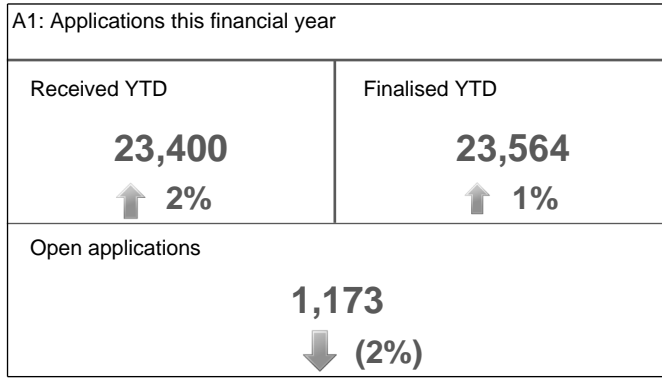 A1: Applications this financial year
Received YTD
Finalised YTD
23,400
23,564
2%
1%
Open applications
1,173
(2%)